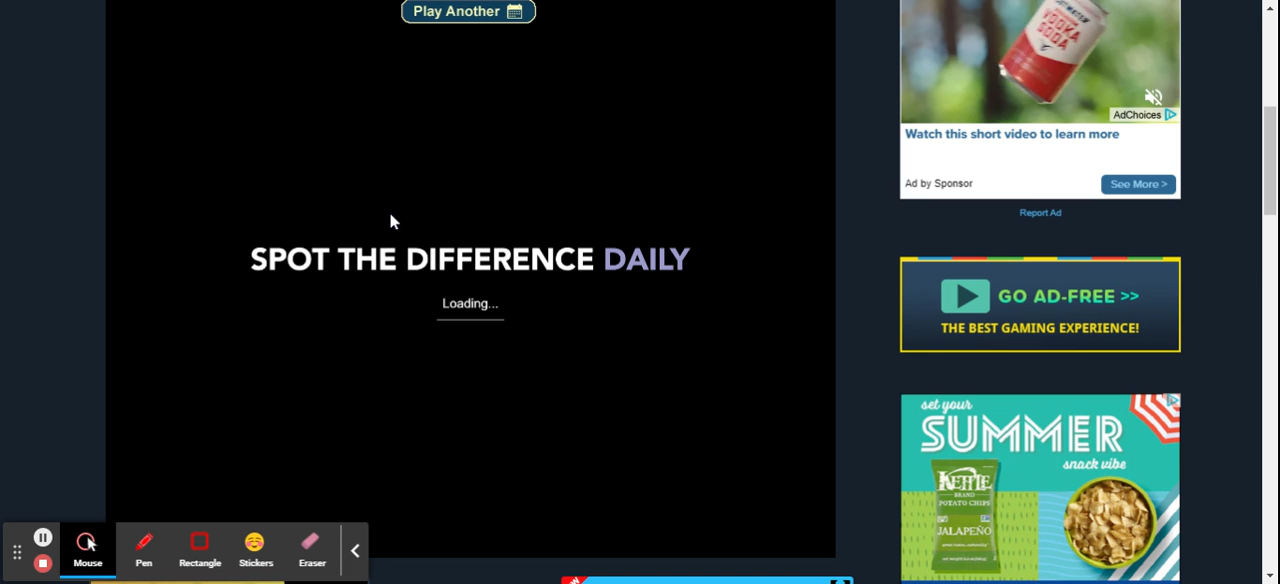 Play Another
SPOT THE DIFFERENCE DAILY
Loading...
VODKA
SODA
AdChoices
Watch this short video to learn more
Ad by Sponsor
See More >
Report Ad
GO AD-FREE >>
THE BEST GAMING EXPERIENCE!
set your
SUMMER
snack vibe
KETTLE
BRAND
POTATO CHIPS
JALAPEÑO
Mouse
Pen
Rectangle
Stickers
Eraser